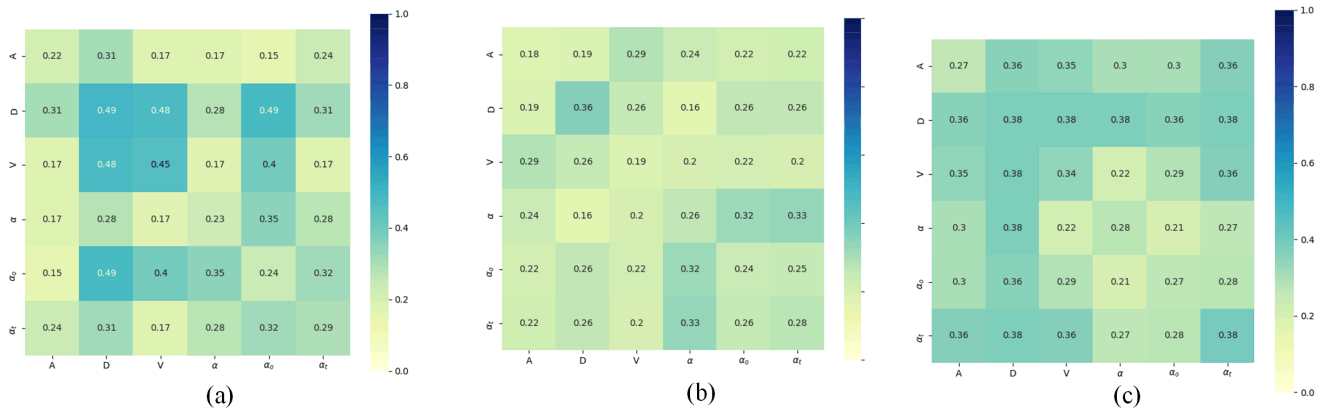 1.0
A 0.22 0.31 0.17 0.17 0.15 0.24
0.8
D 0.31 0.49 0.48 0.28 0.49 0.31
0.6
V 0.17 0.48 0.45 0.17 0.4 0.17
0.4
α 0.17 0.28 0.17 0.23 0.35 0.28
αo 0.15 0.49 0.4 0.35 0.24 0.32
0.2
αt 0.24 0.31 0.17 0.28 0.32 0.29
0.0
A D V α αo αt
(a)
A 0.18 0.19 0.29 0.24 0.22 0.22
D 0.19 0.36 0.26 0.16 0.26 0.26
V 0.29 0.26 0.19 0.2 0.22 0.2
α 0.24 0.16 0.2 0.26 0.32 0.33
αo 0.22 0.26 0.22 0.32 0.24 0.25
αt 0.22 0.26 0.2 0.33 0.26 0.28
A D V α αo αt
(b)
1.0
A 0.27 0.36 0.35 0.3 0.3 0.36
0.8
D 0.36 0.38 0.38 0.38 0.36 0.38
0.6
V 0.35 0.38 0.34 0.22 0.29 0.36
0.4
α 0.3 0.38 0.22 0.28 0.21 0.27
αo 0.3 0.36 0.29 0.21 0.27 0.28
0.2
αt 0.36 0.38 0.36 0.27 0.28 0.38
0.0
A D V α αo αt
(c)